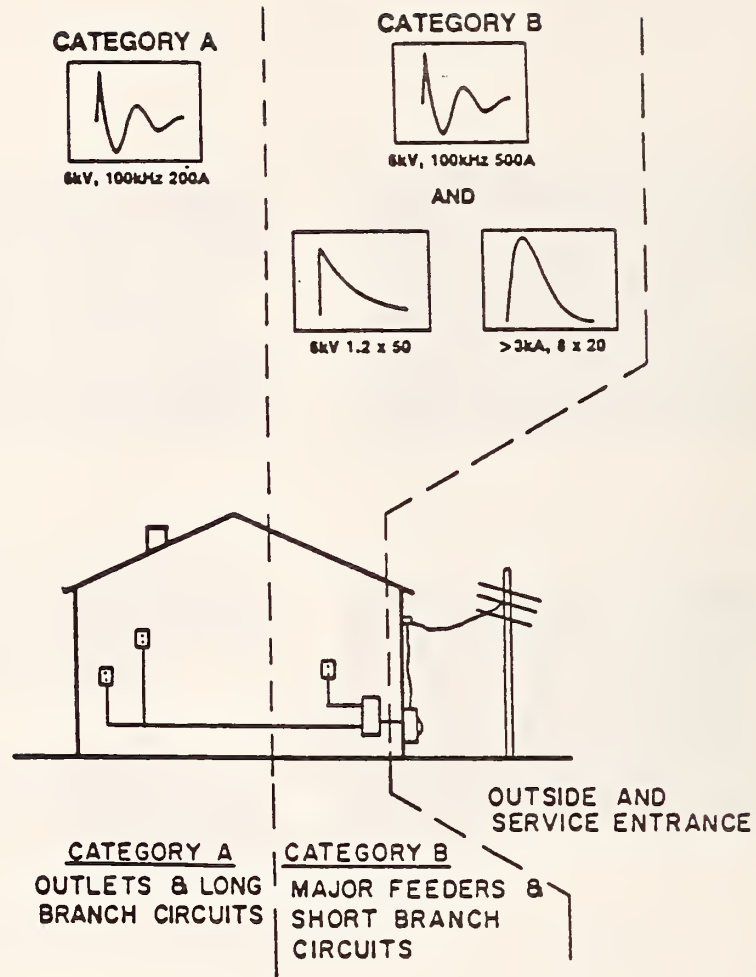 CATEGORY A
6kV, 100kHz 200A
CATEGORY B
6kV, 100kHz 500A
AND
6kV 1.2 x 50
>3kA, 8 x 20
OUTSIDE AND
SERVICE ENTRANCE
CATEGORY A
OUTLETS & LONG
BRANCH CIRCUITS
CATEGORY B
MAJOR FEEDERS &
SHORT BRANCH
CIRCUITS